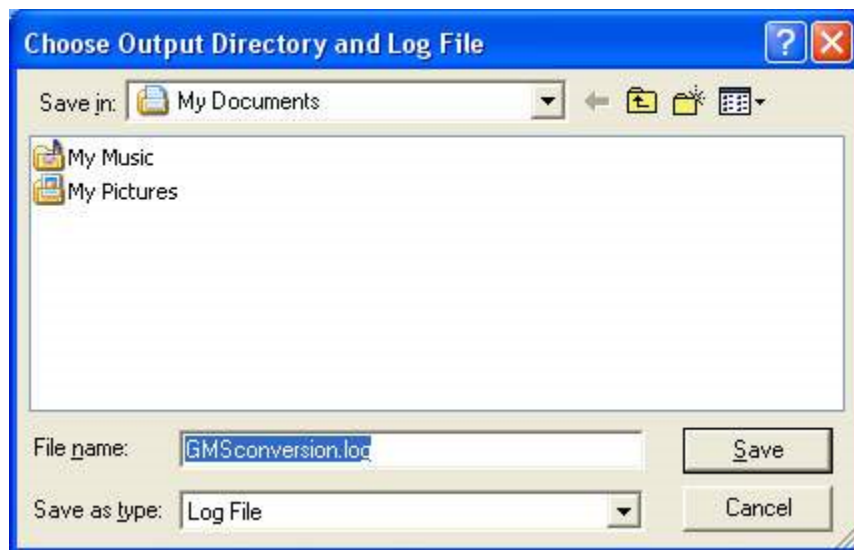 Choose Output Directory and Log File
Save in: My Documents
My Music
My Pictures
File name: GMSconversion.log Save
Save as type: Log File Cancel